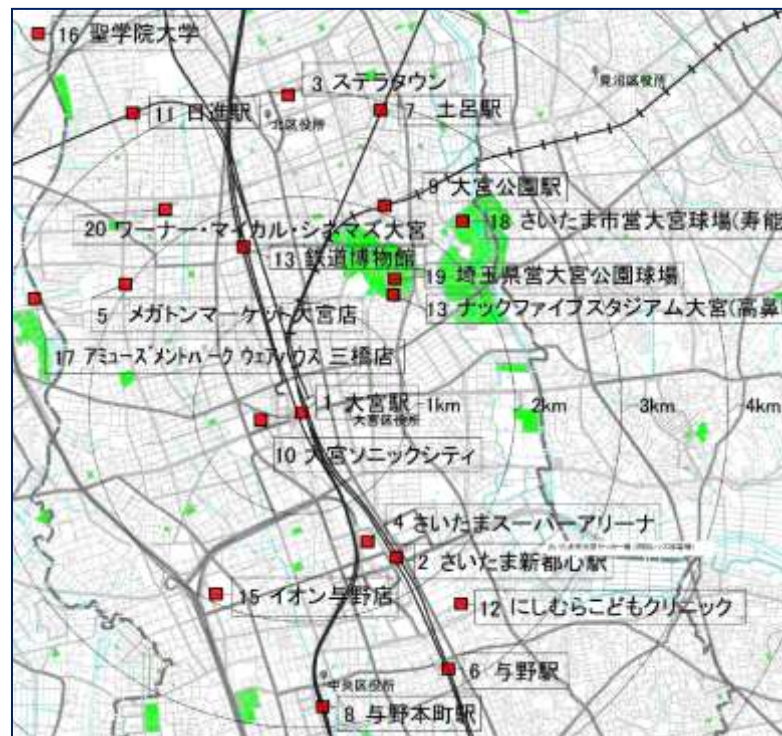 16 聖学院大学
3 ステラタウン
見沼区役所
11 日進駅
北区役所
7 土呂駅
9 大宮公園駅
20 ワーナー・マイカル・シネマズ大宮
18 さいたま市営大宮球場(寿能
13 鉄道博物館
19 埼玉県営大宮公園球場
5 メガトンマーケット大宮店
13 ナックファイブスタジアム大宮(高鼻
17 アミューズメントパーク ウェアハウス 三橋店
1 大宮駅
1km
2km
3km
4km
大宮区役所
10 大宮ソニックシティ
4 さいたまスーパーアリーナ
2 さいたま新都心駅
15 イオン与野店
12 にしむらこどもクリニック
6 与野駅
中央区役所
8 与野本町駅